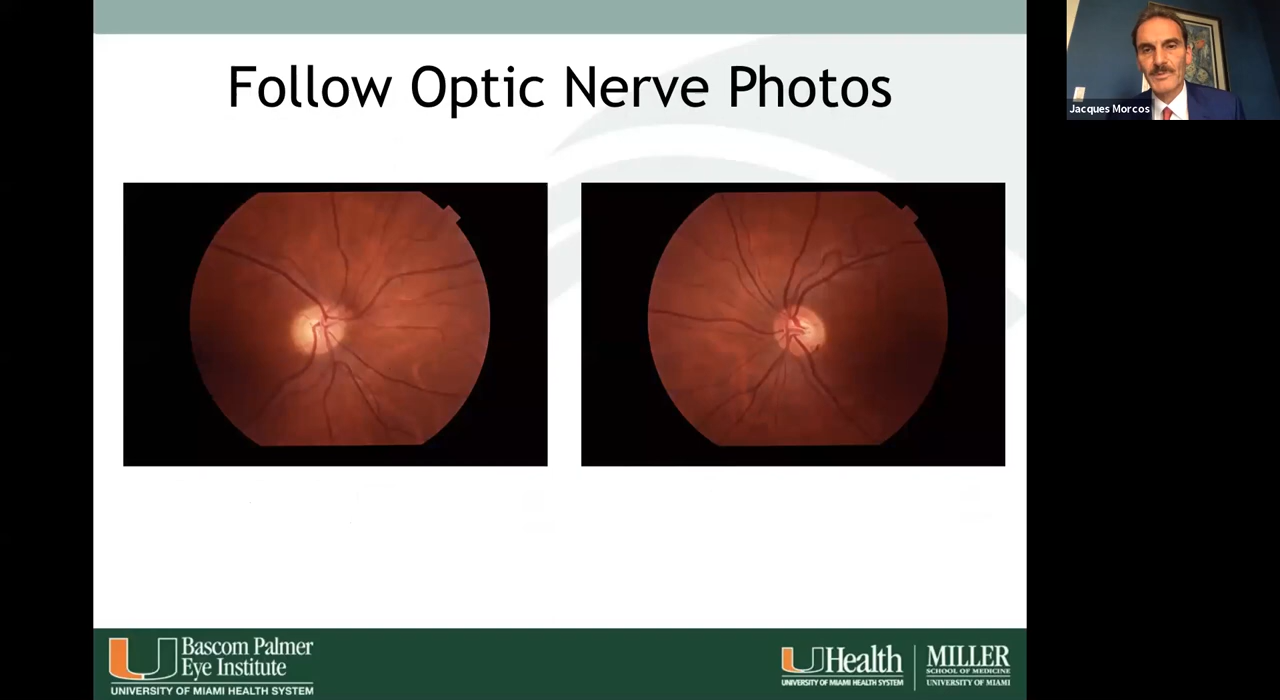 Follow Optic Nerve Photos
Jacques Morcos
Bascom Palmer
Eye Institute
UNIVERSITY OF MIAMI HEALTH SYSTEM
UHealth
UNIVERSITY OF MIAMI HEALTH SYSTEM
MILLER
SCHOOL OF MEDICINE
UNIVERSITY OF MIAMI